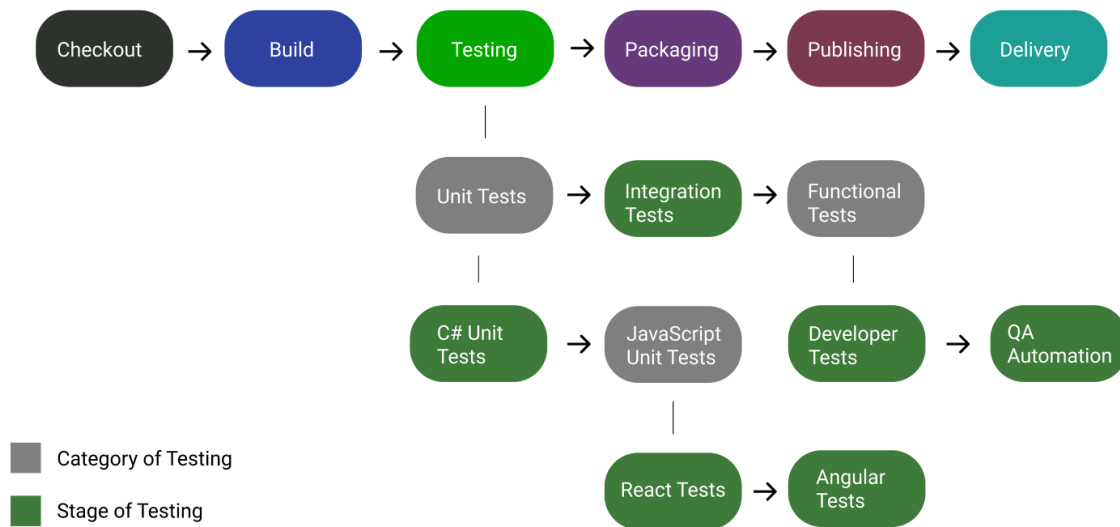 Checkout
Build
Testing
Packaging
Publishing
Delivery
Unit Tests
Integration
Tests
Functional
Tests
C# Unit
Tests
JavaScript
Unit Tests
Developer
Tests
QA
Automation
Category of Testing
React Tests
Angular
Tests
Stage of Testing